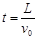 t = L / v₀